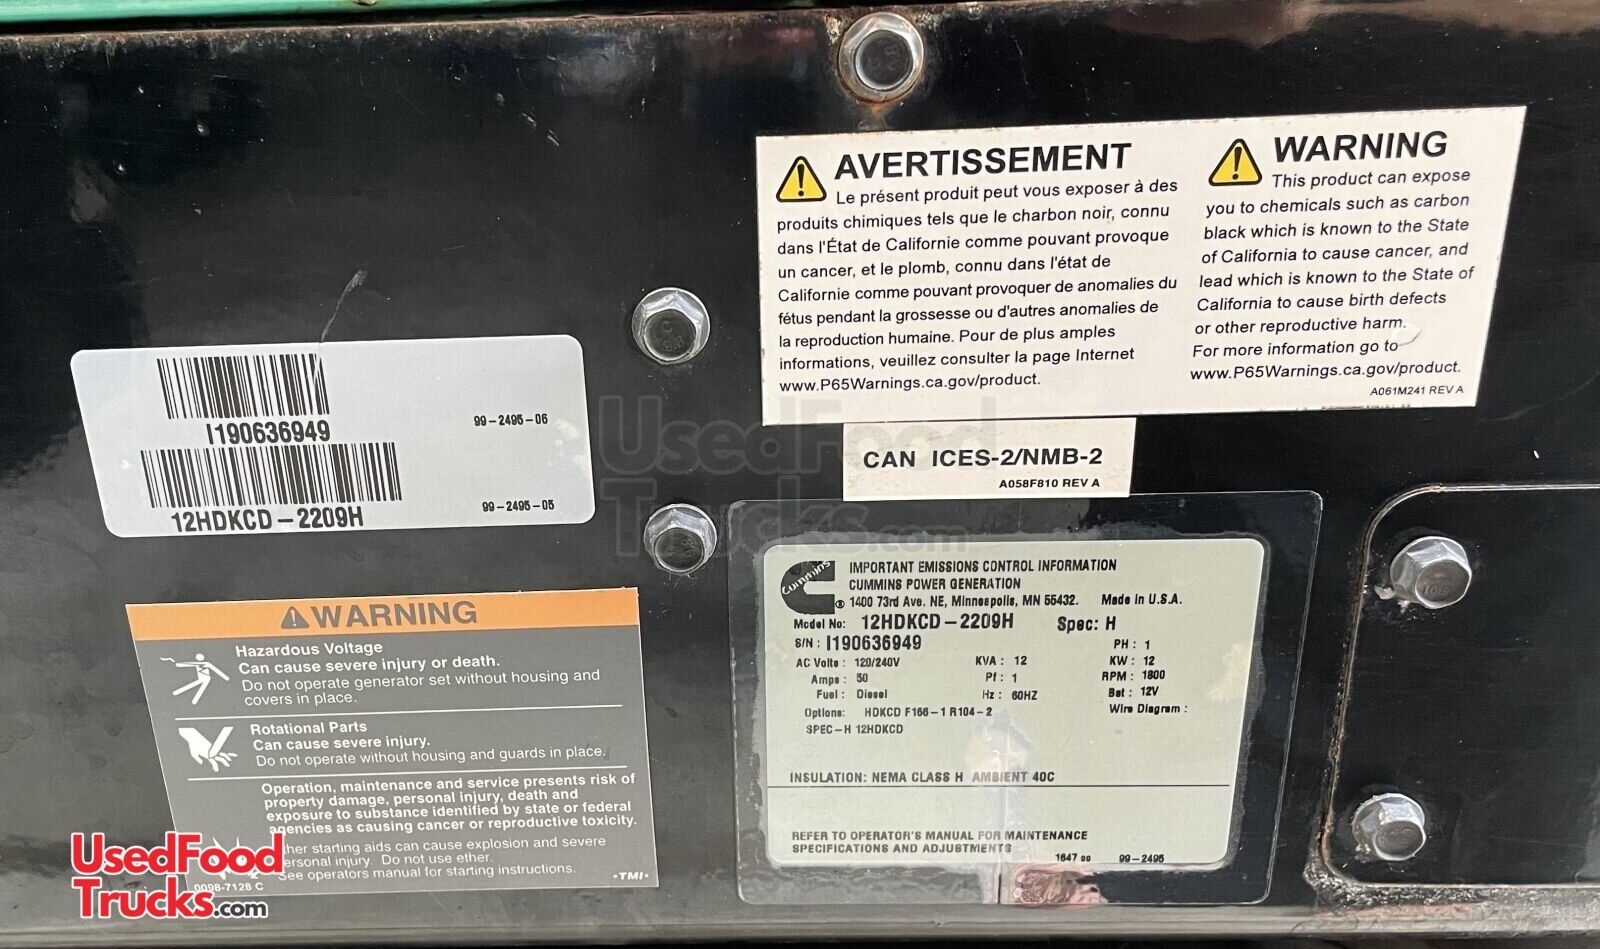 AVERTISSEMENT
Le présent produit peut vous exposer à des
produits chimiques tels que le charbon noir, connu
dans l'État de Californie comme pouvant provoque
un cancer, et le plomb, connu dans l'état de
Californie comme pouvant provoquer de anomalies du
fétus pendant la grossesse ou d'autres anomalies de
la reproduction humaine. Pour de plus amples
informations, veuillez consulter la page Internet
www.P65Warnings.ca.gov/product.
WARNING
This product can expose
you to chemicals such as carbon
black which is known to the State
of California to cause cancer, and
lead which is known to the State of
California to cause birth defects
or other reproductive harm.
For more information go to
www.P65Warnings.ca.gov/product.
A061M241 REV A
I190636949
99-2495-06
12HDKCD-2209H
99-2495-05
CAN ICES-2/NMB-2
A058F810 REV A
UsedFood
Trucks.com
Cummins
IMPORTANT EMISSIONS CONTROL INFORMATION
CUMMINS POWER GENERATION
® 1400 73rd Ave. NE, Minneapolis, MN 55432. Made in U.S.A.
Model No: 12HDKCD-2209H Spec: H
S/N: I190636949 PH: 1
AC Volts: 120/240V KVA: 12 KW: 12
Amps: 50 Pf: 1 RPM: 1800
Fuel: Diesel Hz: 60HZ Bat: 12V
Options: HDKCD F166-1 R104-2 Wire Diagram:
SPEC-H 12HDKCD
INSULATION: NEMA CLASS H AMBIENT 40C
REFER TO OPERATOR'S MANUAL FOR MAINTENANCE
SPECIFICATIONS AND ADJUSTMENTS
1647 00 99-2495
WARNING
Hazardous Voltage
Can cause severe injury or death.
Do not operate generator set without housing and
covers in place.
Rotational Parts
Can cause severe injury.
Do not operate without housing and guards in place.
Operation, maintenance and service presents risk of
property damage, personal injury, death and
exposure to substance identified by state or federal
agencies as causing cancer or reproductive toxicity.
ther starting aids can cause explosion and severe
ersonal injury. Do not use ether.
See operators manual for starting instructions.
0098-7128 C
·TMI·
UsedFood
Trucks.com